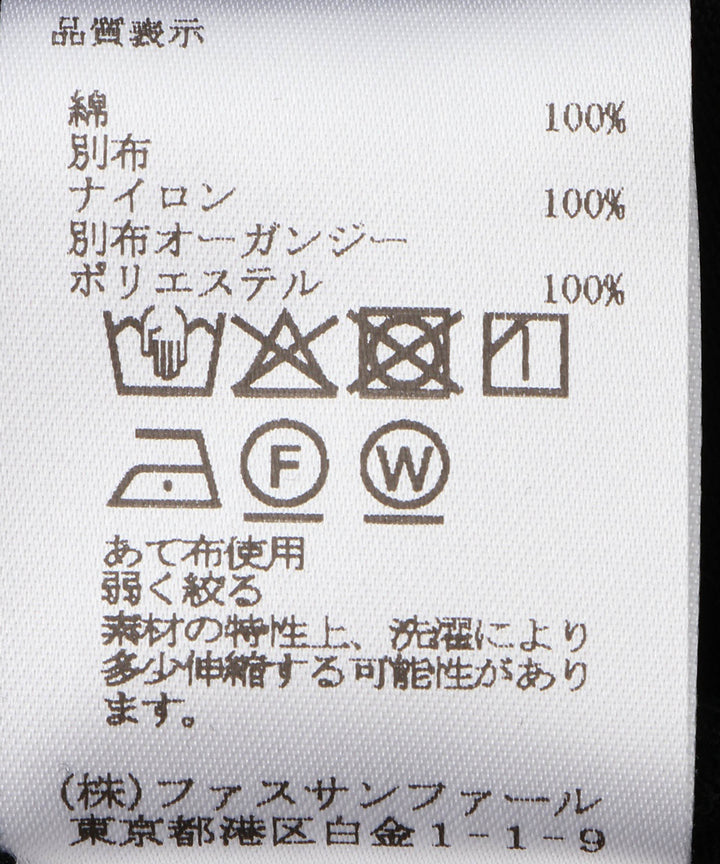 品質表示
綿 100%
別布
ナイロン 100%
別布オーガンジー
ポリエステル 100%
F W
あて布使用
弱く絞る
素材の特性上、洗濯により
多少伸縮する可能性があり
ます。
(株)ファスサンファール
東京都港区白金1-1-9